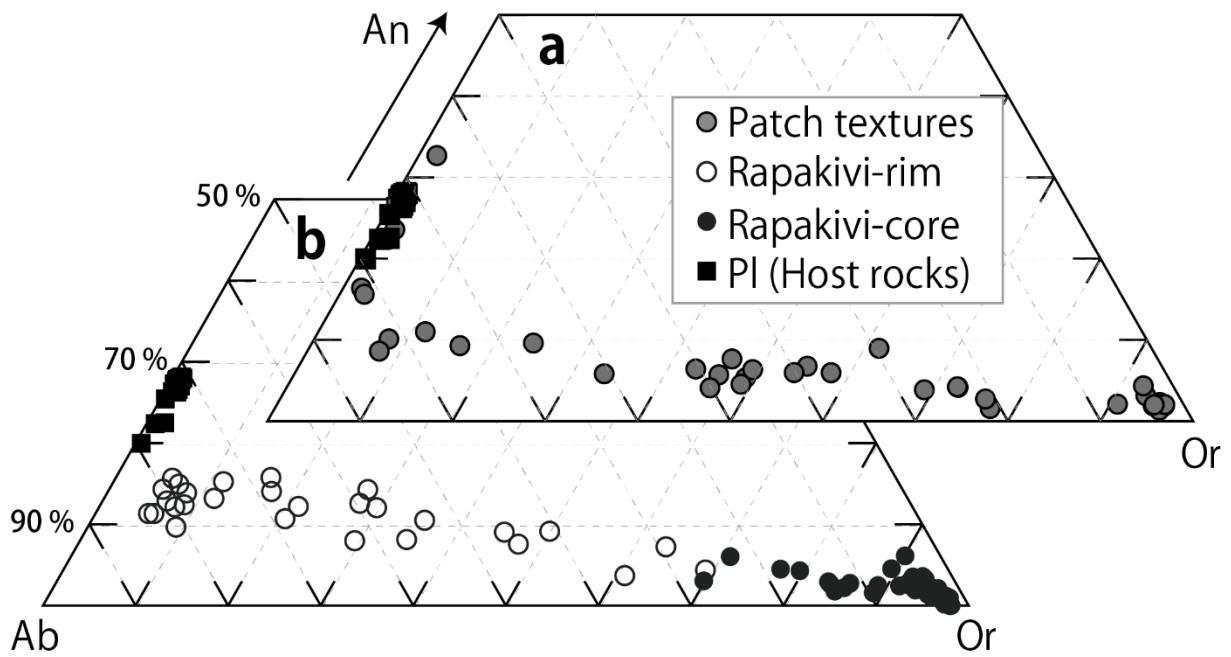 An
a
Patch textures
Rapakivi-rim
Rapakivi-core
Pl (Host rocks)
50 %
b
70 %
Or
90 %
Ab
Or